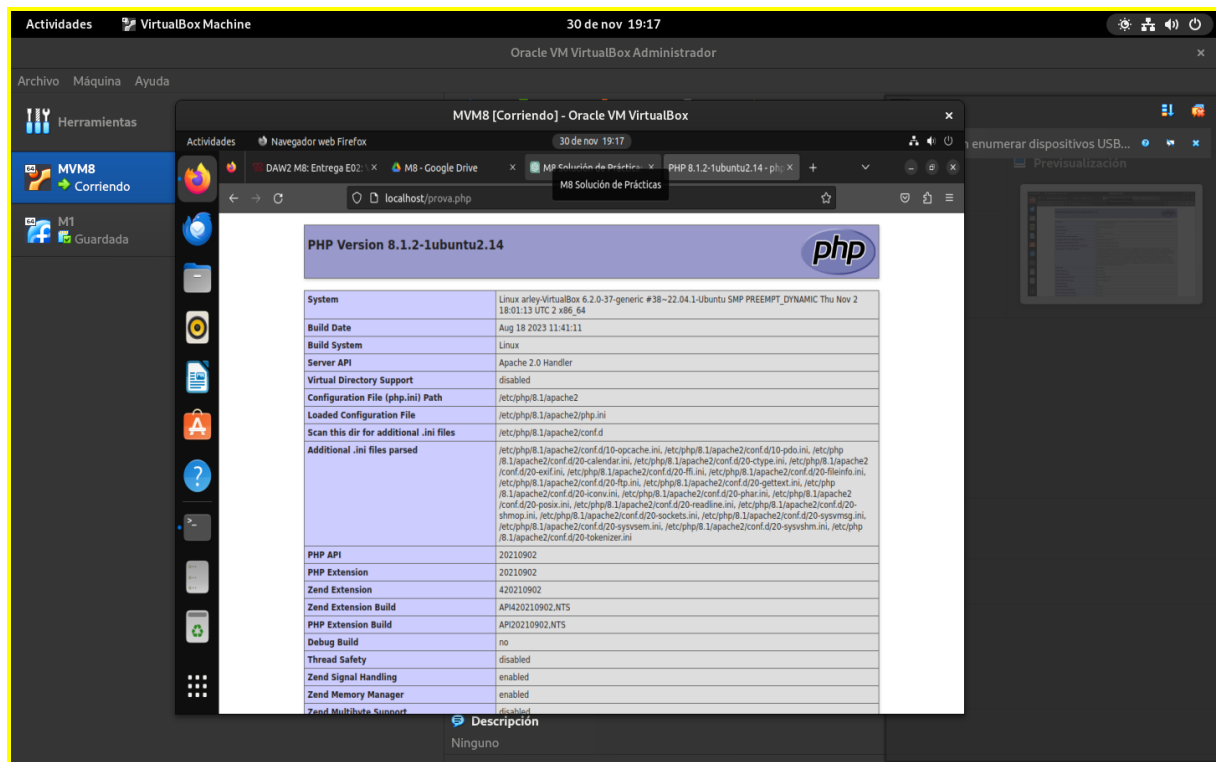 Actividades VirtualBox Machine 30 de nov 19:17
Oracle VM VirtualBox Administrador
Archivo Máquina Ayuda
Herramientas
MVM8
Corriendo
M1
Guardada
n enumerar dispositivos USB...
Previsualización
MVM8 [Corriendo] - Oracle VM VirtualBox
Actividades Navegador web Firefox 30 de nov 19:17
DAW2 M8: Entrega E02: M8 - Google Drive M8 Solución de Práctica PHP 8.1.2-1ubuntu2.14 - php
M8 Solución de Prácticas
localhost/prova.php
PHP Version 8.1.2-1ubuntu2.14
php
System Linux arley-VirtualBox 6.2.0-37-generic #38~22.04.1-Ubuntu SMP PREEMPT_DYNAMIC Thu Nov 2
18:01:13 UTC 2 x86_64
Build Date Aug 18 2023 11:41:11
Build System Linux
Server API Apache 2.0 Handler
Virtual Directory Support disabled
Configuration File (php.ini) Path /etc/php/8.1/apache2
Loaded Configuration File /etc/php/8.1/apache2/php.ini
Scan this dir for additional .ini files /etc/php/8.1/apache2/conf.d
Additional .ini files parsed /etc/php/8.1/apache2/conf.d/10-opcache.ini, /etc/php/8.1/apache2/conf.d/10-pdo.ini, /etc/php
/8.1/apache2/conf.d/20-calendar.ini, /etc/php/8.1/apache2/conf.d/20-ctype.ini, /etc/php/8.1/apache2
/conf.d/20-exif.ini, /etc/php/8.1/apache2/conf.d/20-ffi.ini, /etc/php/8.1/apache2/conf.d/20-fileinfo.ini,
/etc/php/8.1/apache2/conf.d/20-ftp.ini, /etc/php/8.1/apache2/conf.d/20-gettext.ini, /etc/php
/8.1/apache2/conf.d/20-iconv.ini, /etc/php/8.1/apache2/conf.d/20-phar.ini, /etc/php/8.1/apache2
/conf.d/20-posix.ini, /etc/php/8.1/apache2/conf.d/20-readline.ini, /etc/php/8.1/apache2/conf.d/20-
shmop.ini, /etc/php/8.1/apache2/conf.d/20-sockets.ini, /etc/php/8.1/apache2/conf.d/20-sysvmsg.ini,
/etc/php/8.1/apache2/conf.d/20-sysvsem.ini, /etc/php/8.1/apache2/conf.d/20-sysvshm.ini, /etc/php
/8.1/apache2/conf.d/20-tokenizer.ini
PHP API 20210902
PHP Extension 20210902
Zend Extension 420210902
Zend Extension Build API420210902,NTS
PHP Extension Build API20210902,NTS
Debug Build no
Thread Safety disabled
Zend Signal Handling enabled
Zend Memory Manager enabled
Zend Multibyte Support disabled
Descripción
Ninguno